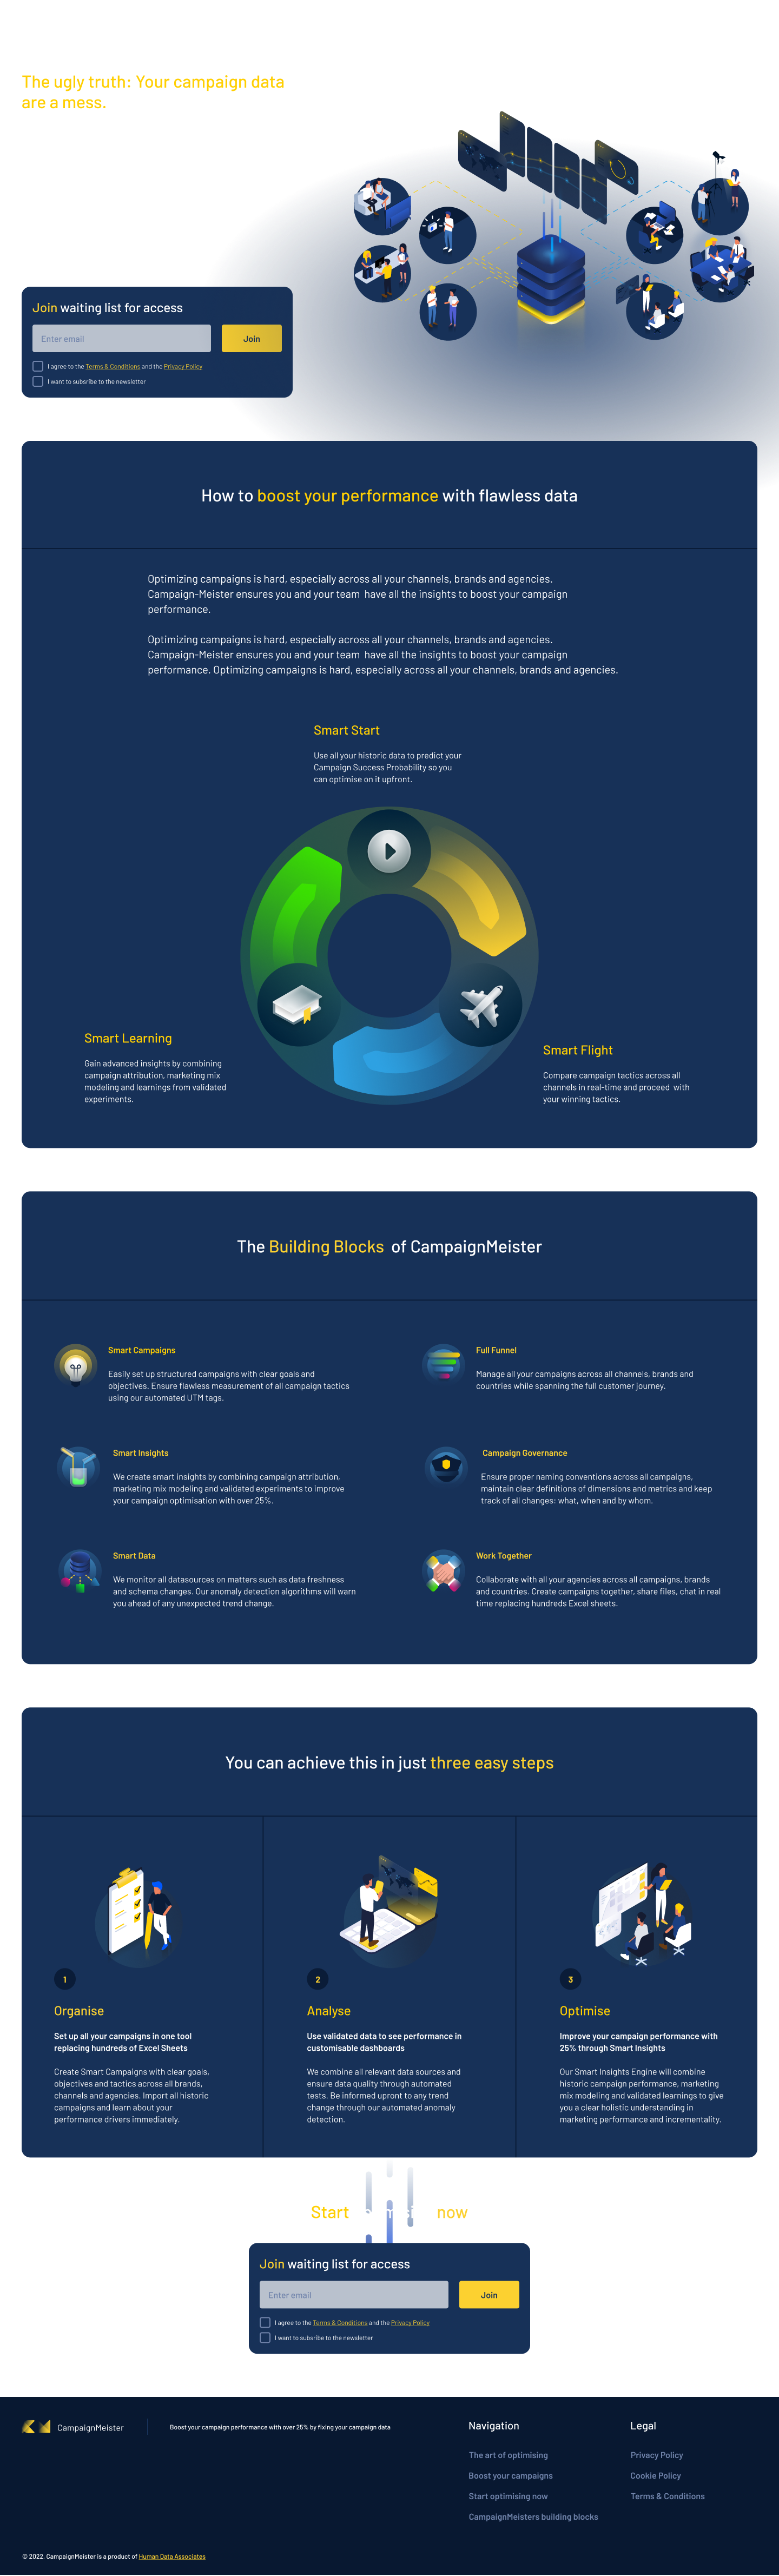 The ugly truth: Your campaign data
are a mess.
Join waiting list for access
Enter email
Join
I agree to the Terms & Conditions and the Privacy Policy
I want to subsribe to the newsletter
How to boost your performance with flawless data
Optimizing campaigns is hard, especially across all your channels, brands and agencies.
Campaign-Meister ensures you and your team have all the insights to boost your campaign
performance.
Optimizing campaigns is hard, especially across all your channels, brands and agencies.
Campaign-Meister ensures you and your team have all the insights to boost your campaign
performance. Optimizing campaigns is hard, especially across all your channels, brands and agencies.
Smart Start
Use all your historic data to predict your
Campaign Success Probability so you
can optimise on it upfront.
Smart Learning
Gain advanced insights by combining
campaign attribution, marketing mix
modeling and learnings from validated
experiments.
Smart Flight
Compare campaign tactics across all
channels in real-time and proceed with
your winning tactics.
The Building Blocks of CampaignMeister
Smart Campaigns
Easily set up structured campaigns with clear goals and
objectives. Ensure flawless measurement of all campaign tactics
using our automated UTM tags.
Full Funnel
Manage all your campaigns across all channels, brands and
countries while spanning the full customer journey.
Smart Insights
We create smart insights by combining campaign attribution,
marketing mix modeling and validated experiments to improve
your campaign optimisation with over 25%.
Campaign Governance
Ensure proper naming conventions across all campaigns,
maintain clear definitions of dimensions and metrics and keep
track of all changes: what, when and by whom.
Smart Data
We monitor all datasources on matters such as data freshness
and schema changes. Our anomaly detection algorithms will warn
you ahead of any unexpected trend change.
Work Together
Collaborate with all your agencies across all campaigns, brands
and countries. Create campaigns together, share files, chat in real
time replacing hundreds Excel sheets.
You can achieve this in just three easy steps
1
Organise
Set up all your campaigns in one tool
replacing hundreds of Excel Sheets
Create Smart Campaigns with clear goals,
objectives and tactics across all brands,
channels and agencies. Import all historic
campaigns and learn about your
performance drivers immediately.
2
Analyse
Use validated data to see performance in
customisable dashboards
We combine all relevant data sources and
ensure data quality through automated
tests. Be informed upront to any trend
change through our automated anomaly
detection.
3
Optimise
Improve your campaign performance with
25% through Smart Insights
Our Smart Insights Engine will combine
historic campaign performance, marketing
mix modeling and validated learnings to give
you a clear holistic understanding in
marketing performance and incrementality.
Start now
Join waiting list for access
Enter email
Join
I agree to the Terms & Conditions and the Privacy Policy
I want to subsribe to the newsletter
CampaignMeister
Boost your campaign performance with over 25% by fixing your campaign data
Navigation
The art of optimising
Boost your campaigns
Start optimising now
CampaignMeisters building blocks
Legal
Privacy Policy
Cookie Policy
Terms & Conditions
© 2022, CampaignMeister is a product of Human Data Associates